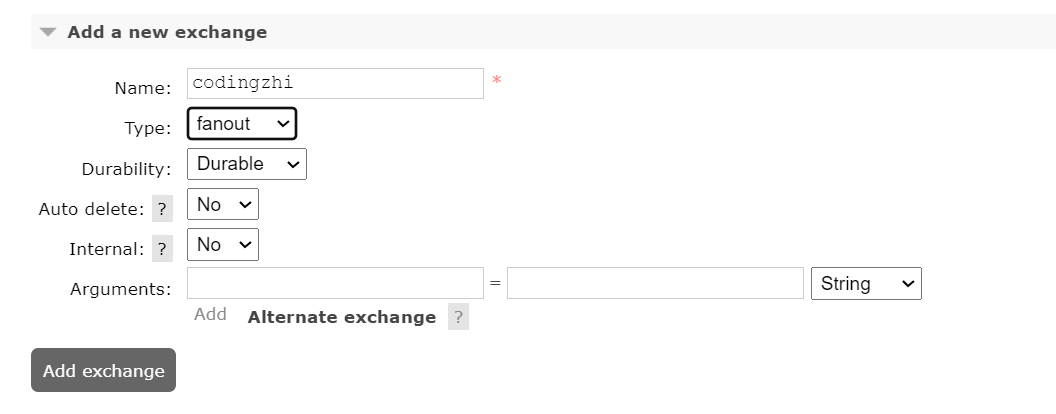 Add a new exchange
Name: codingzhi *
Type: fanout
Durability: Durable
Auto delete: ? No
Internal: ? No
Arguments: = String
Add Alternate exchange ?
Add exchange